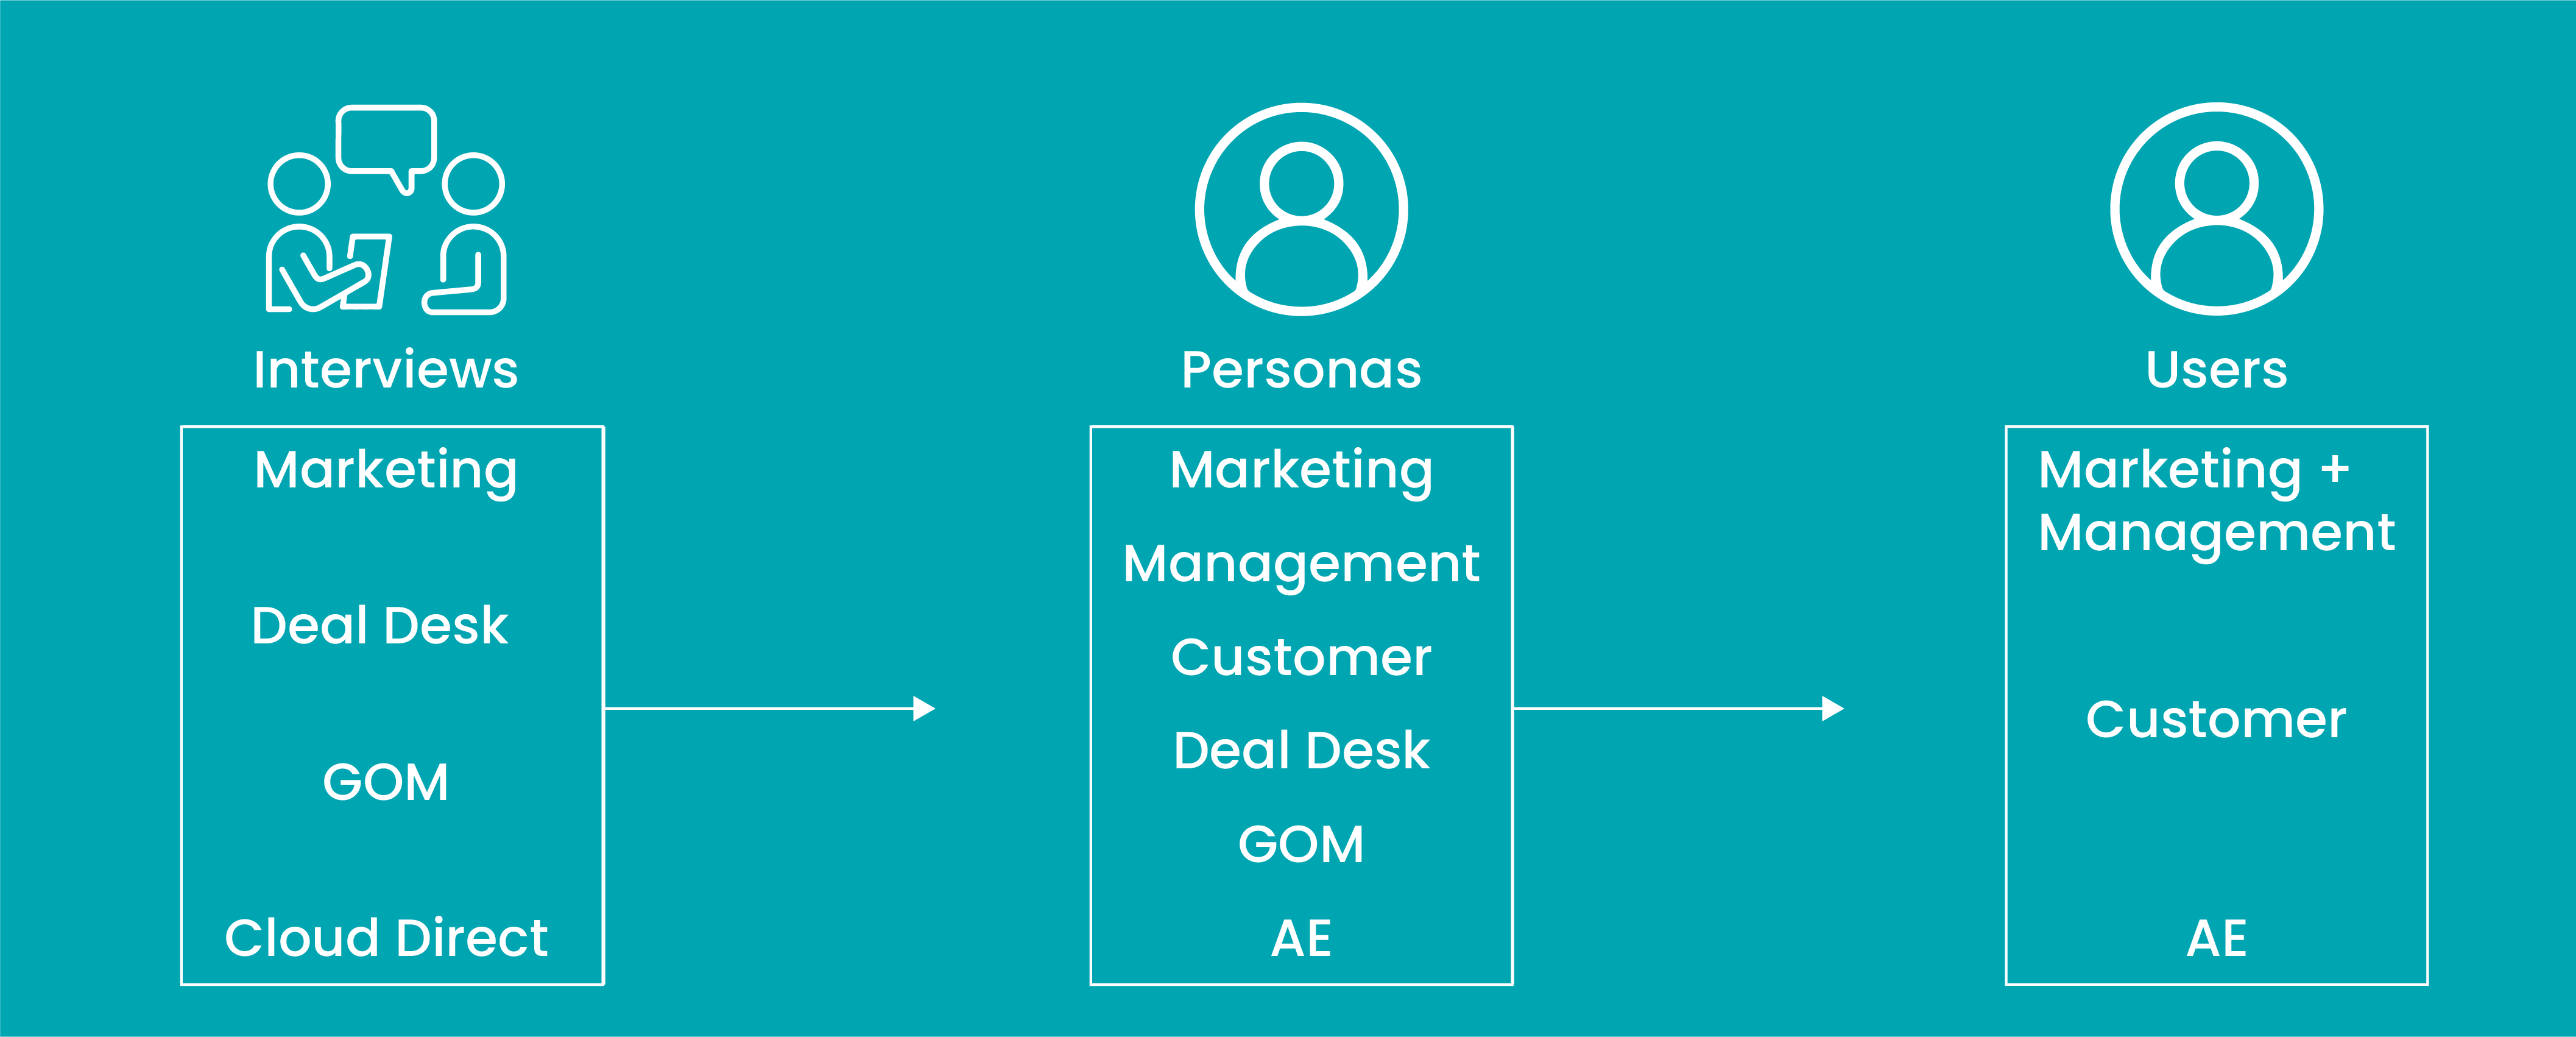 Interviews
Marketing
Deal Desk
GOM
Cloud Direct
Personas
Marketing
Management
Customer
Deal Desk
GOM
AE
Users
Marketing +
Management
Customer
AE